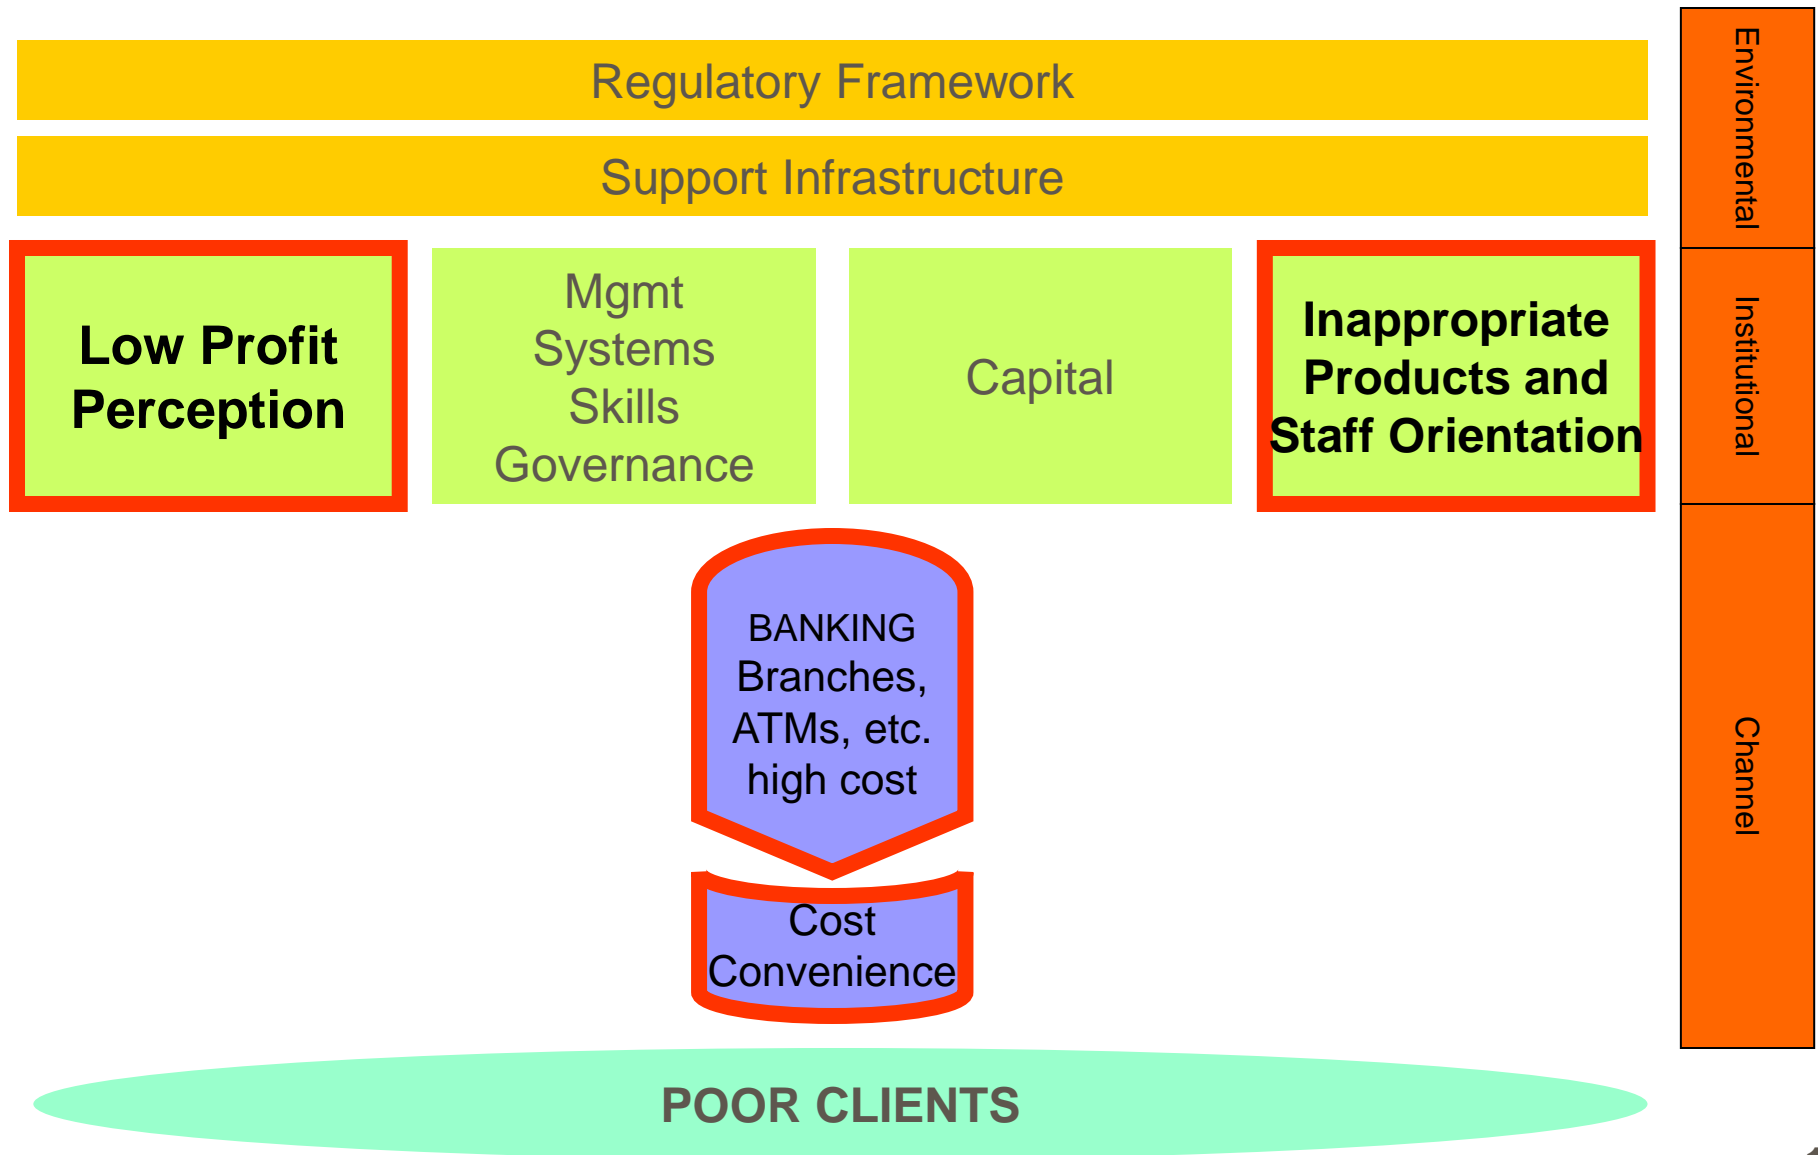 Regulatory Framework
Support Infrastructure
Low Profit
Perception
Mgmt
Systems
Skills
Governance
Capital
Inappropriate
Products and
Staff Orientation
BANKING
Branches,
ATMs, etc.
high cost
Cost
Convenience
POOR CLIENTS
Environmental
Institutional
Channel